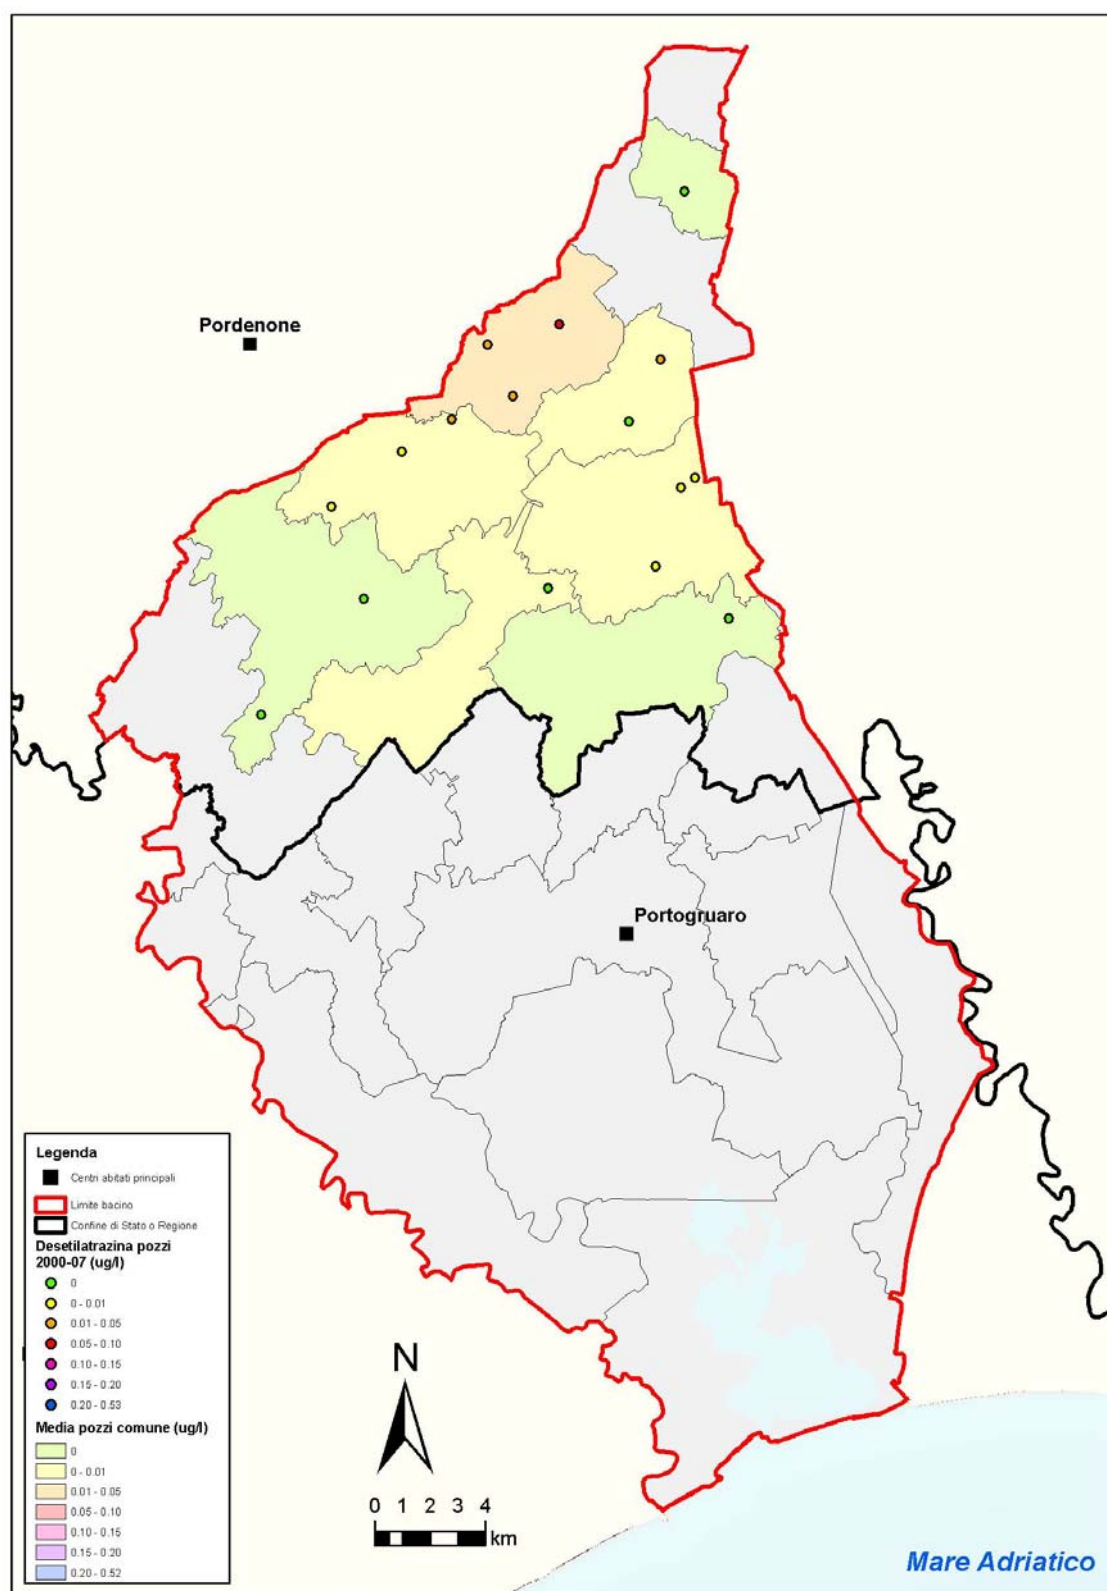 Pordenone
Portogruaro
Legenda
Centri abitati principali
Limite bacino
Confine di Stato o Regione
Desetilatrazina pozzi
2000-07 (ug/l)
0
0 - 0.01
0.01 - 0.05
0.05 - 0.10
0.10 - 0.15
0.15 - 0.20
0.20 - 0.53
Media pozzi comune (ug/l)
0
0 - 0.01
0.01 - 0.05
0.05 - 0.10
0.10 - 0.15
0.15 - 0.20
0.20 - 0.52
N
0 1 2 3 4
km
Mare Adriatico